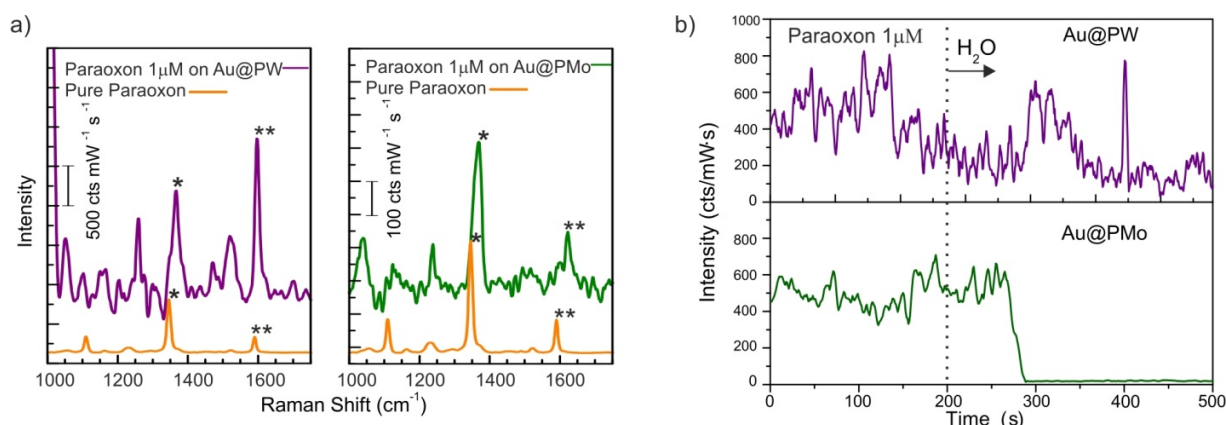 a)
Paraoxon 1μM on Au@PW
Pure Paraoxon
500 cts mW⁻¹ s⁻¹
*
**
*
**
Intensity
1000 1200 1400 1600
Paraoxon 1μM on Au@PMo
Pure Paraoxon
100 cts mW⁻¹ s⁻¹
*
**
*
**
1000 1200 1400 1600
Raman Shift (cm⁻¹)
b)
Paraoxon 1μM
H₂O
Au@PW
1000
800
600
400
200
0
Au@PMo
800
600
400
200
0
Intensity (cts/mW·s)
0 100 200 300 400 500
Time (s)